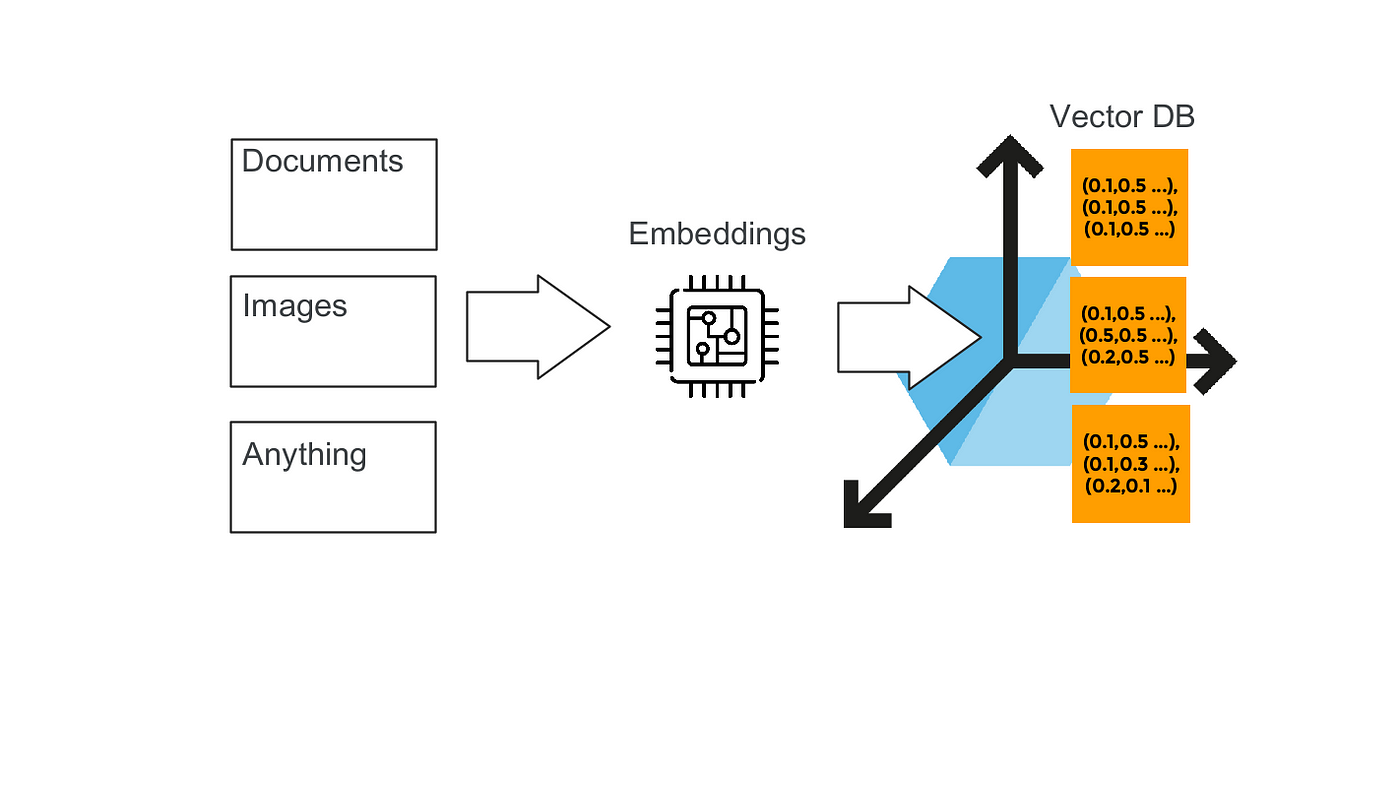 Documents
Images
Anything
Embeddings
Vector DB
(0.1,0.5 ...),
(0.1,0.5 ...),
(0.1,0.5 ...)
(0.1,0.5 ...),
(0.5,0.5 ...),
(0.2,0.5 ...)
(0.1,0.5 ...),
(0.1,0.3 ...),
(0.2,0.1 ...)